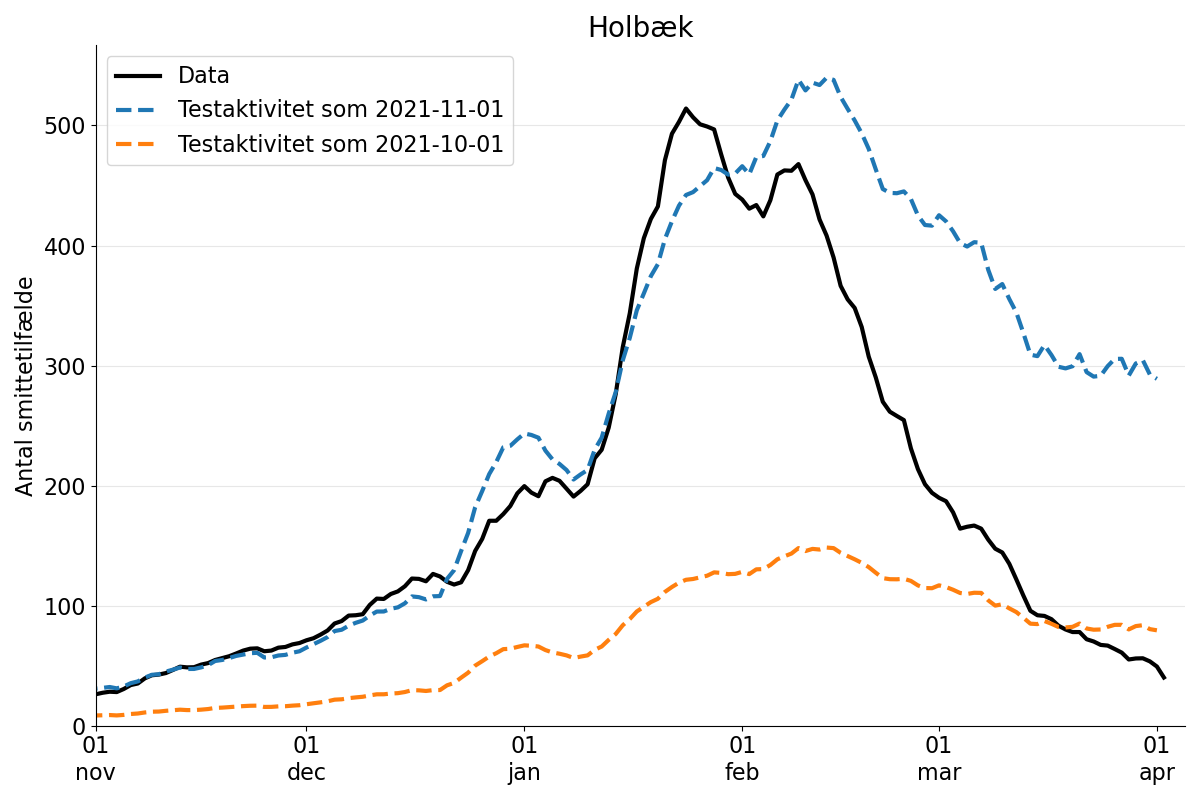 Holbæk
Data
Testaktivitet som 2021-11-01
Testaktivitet som 2021-10-01
Antal smittetilfælde
500
400
300
200
100
0
01 01 01 01 01 01
nov dec jan feb mar apr